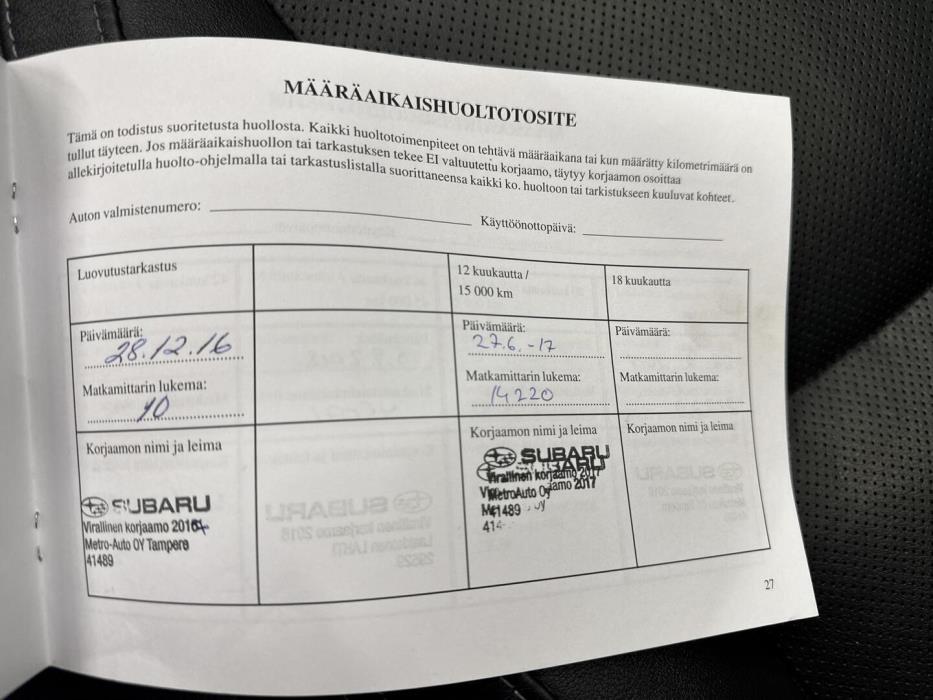 MÄÄRÄAIKAISHUOLTOTOSITE
Tämä on todistus suoritetusta huollosta. Kaikki huoltotoimenpiteet on tehtävä määräaikana tai kun määrätty kilometrimäärä on
tullut täyteen. Jos määräaikaishuollon tai tarkastuksen tekee EI valtuutettu korjaamo, täytyy korjaamon osoittaa
allekirjoitetulla huolto-ohjelmalla tai tarkastuslistalla suorittaneensa kaikki ko. huoltoon tai tarkistukseen kuuluvat kohteet.
Auton valmistenumero: Käyttöönottopäivä:
Luovutustarkastus
12 kuukautta /
15 000 km
18 kuukautta
Päivämäärä:
28.12.16
Matkamittarin lukema:
10
Päivämäärä:
27.6.-17
Matkamittarin lukema:
14220
Päivämäärä:
Matkamittarin lukema:
Korjaamon nimi ja leima
SUBARU
Virallinen korjaamo 2016
Metro-Auto OY Tampere
41489
Korjaamon nimi ja leima
SUBARU
Virallinen korjaamo 2017
MetroAuto Oy
41489
Korjaamon nimi ja leima
27